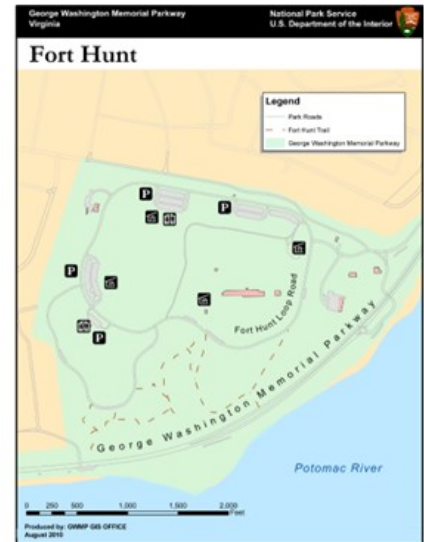 George Washington Memorial Parkway
Virginia
National Park Service
U.S. Department of the Interior
Fort Hunt
Legend
Park Roads
Fort Hunt Trail
George Washington Memorial Parkway
P
P
P
P
Fort Hunt Loop Road
George Washington Memorial Parkway
Potomac River
0 250 500 1,000 1,500 2,000
Feet
Produced by: GWMP GIS OFFICE
August 2010